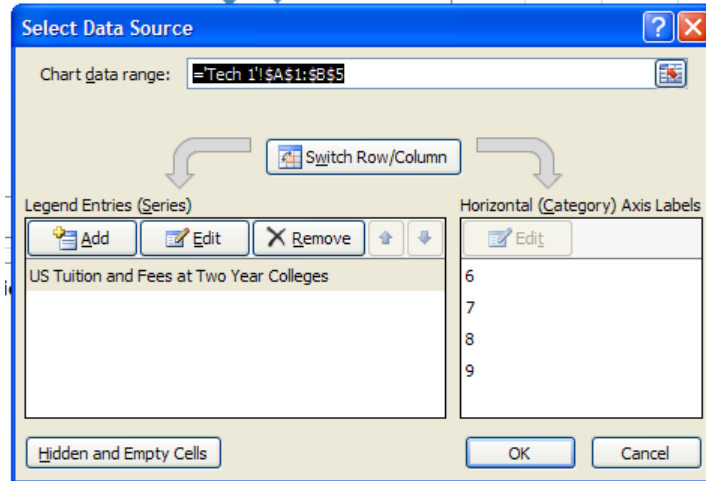 Select Data Source
Chart data range: ='Tech 1'!$A$1:$B$5
Switch Row/Column
Legend Entries (Series)
Horizontal (Category) Axis Labels
Add Edit Remove
Edit
US Tuition and Fees at Two Year Colleges
6
7
8
9
Hidden and Empty Cells
OK Cancel